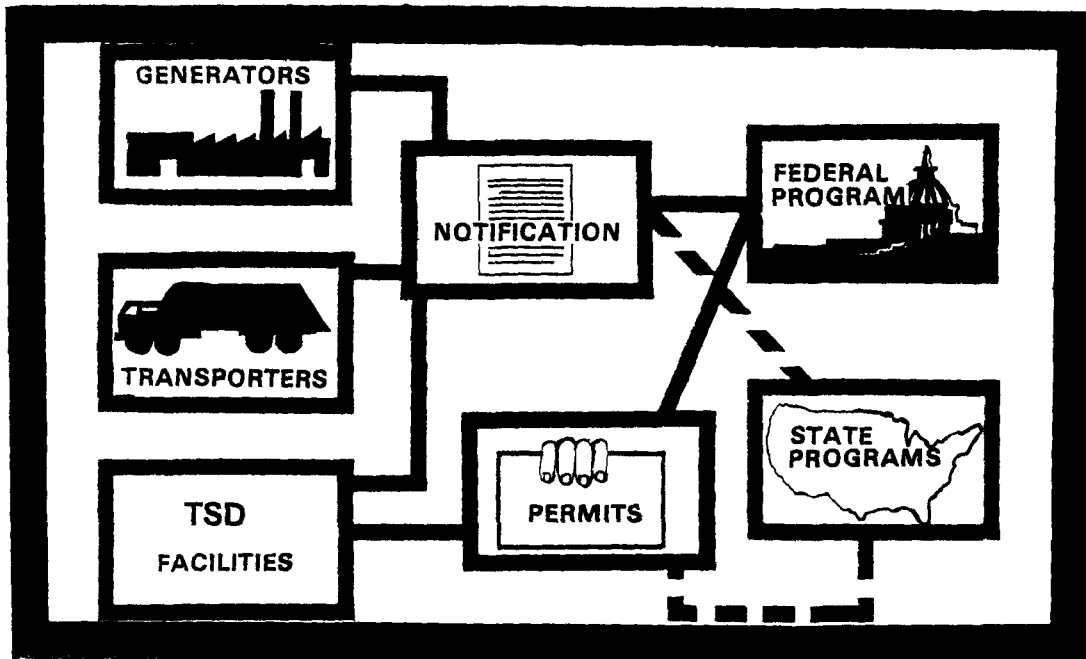 GENERATORS
NOTIFICATION
FEDERAL
PROGRAM
TRANSPORTERS
STATE
PROGRAMS
PERMITS
TSD
FACILITIES